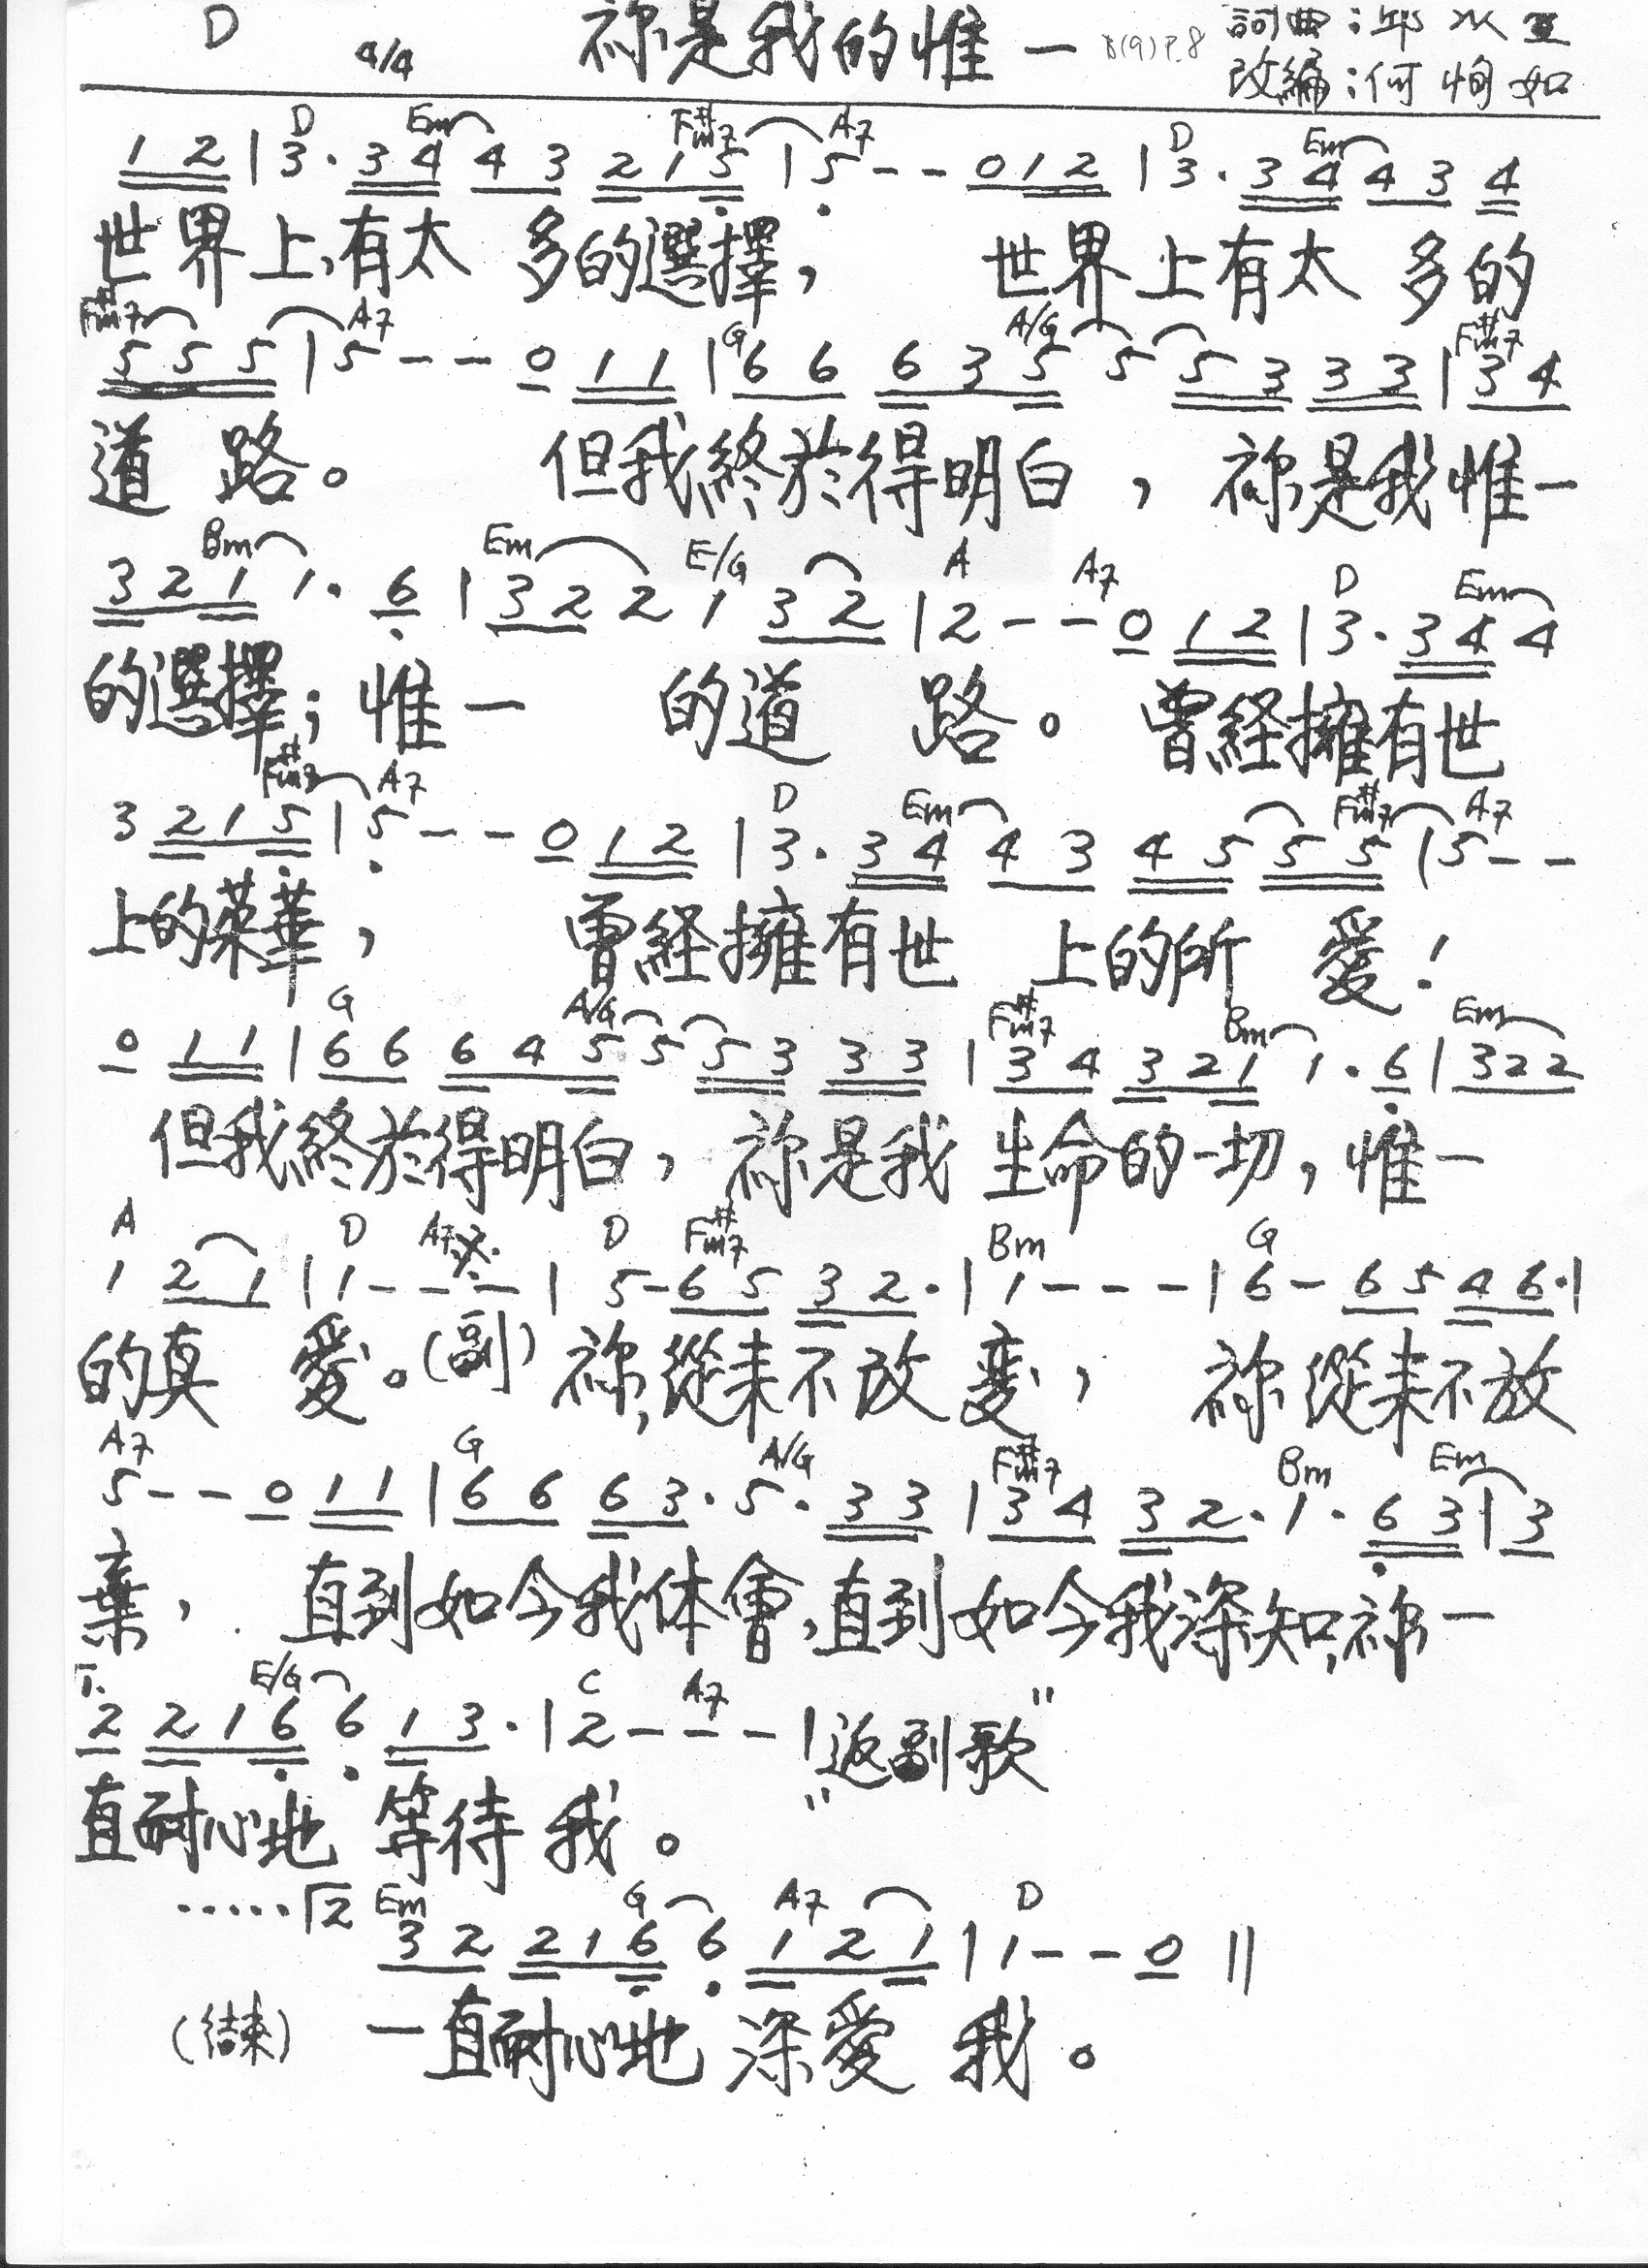 D 4/4 祢是我的惟一 B(9) P.8 詞曲:邱
改編:何怡如
D Em F#m7 A7 D Em
1 2 | 3 . 3 4 4 3 2 1 5 | 5 - - 0 1 2 | 3 . 3 4 4 3 4
世界上,有太 多的選擇, 世界上有太 多的
F#m7 A7 G A/G F#m7
5 5 5 | 5 - - 0 1 1 | 6 6 6 3 5 5 5 3 3 3 | 3 4
道 路。 但我終於得明白, 祢是我惟一
Bm Em E/G A A7 D Em
3 2 1 1 . 6 | 3 2 2 1 3 2 | 2 - - 0 1 2 | 3 . 3 4 4
的選擇; 惟一 的道 路。曾経擁有世
F#m7 A7 D Em F#m7 A7
3 2 1 5 | 5 - - 0 1 2 | 3 . 3 4 4 3 4 5 5 5 | 5 - -
上的荣華, 曾経擁有世 上的所 愛!
G A/G F#m7 Bm Em
0 1 1 | 6 6 6 4 5 5 5 3 3 3 | 3 4 3 2 1 1 . 6 | 3 2 2
但我終於得明白, 祢是我 生命的一切, 惟一
A D A7 D F#m7 Bm G
1 2 1 | 1 - - - | 5 - 6 5 3 2 . | 1 - - - | 6 - 6 5 4 6 . |
的真 愛。(副) 祢,從未不改 變, 祢從未不放
A7 G A/G F#m7 Bm Em
5 - - 0 1 1 | 6 6 6 3 . 5 . 3 3 | 3 4 3 2 . 1 . 6 3 | 3
棄, 直到如今我体會,直到如今我深知,祢一
1. E/G C A7
2 2 1 6 6 1 3 . | 2 - - - | "返副歌"
直耐心地 等待 我。
..... 2 Em G A7 D
3 2 2 1 6 6 1 2 1 | 1 - - 0 ||
(結束) 一直耐心地 深愛 我。